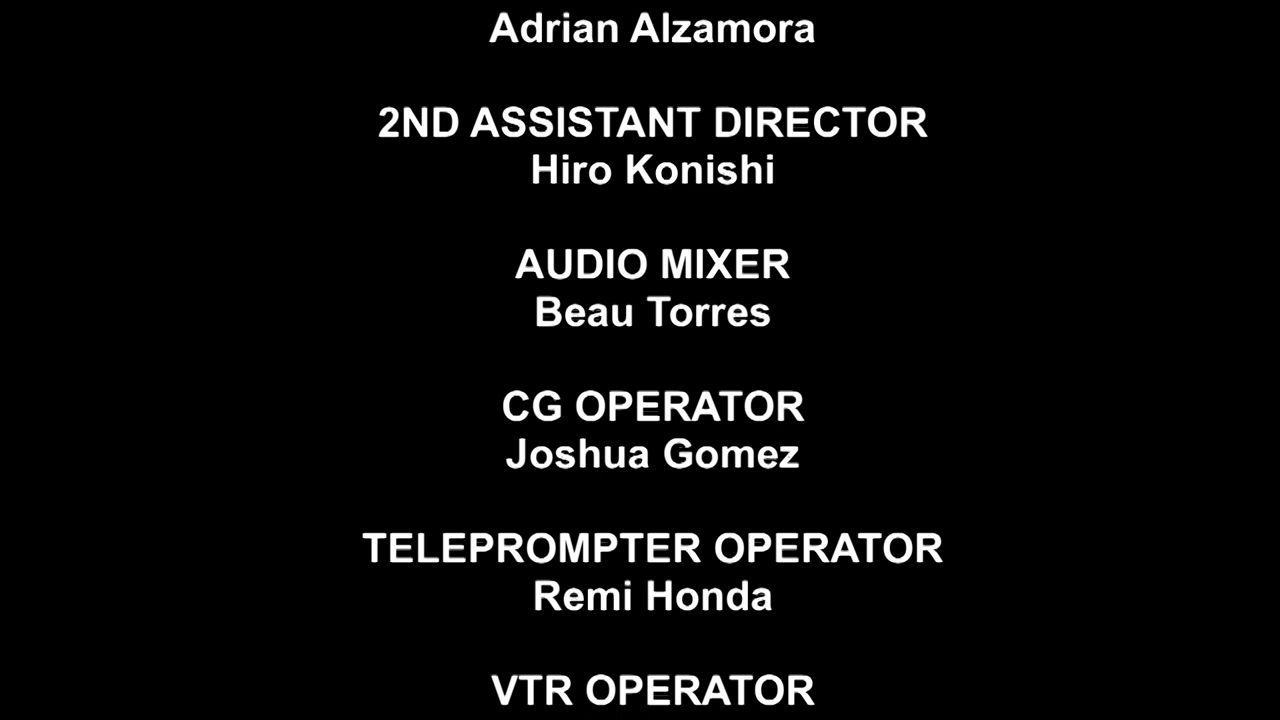 Adrian Alzamora
2ND ASSISTANT DIRECTOR
Hiro Konishi
AUDIO MIXER
Beau Torres
CG OPERATOR
Joshua Gomez
TELEPROMPTER OPERATOR
Remi Honda
VTR OPERATOR